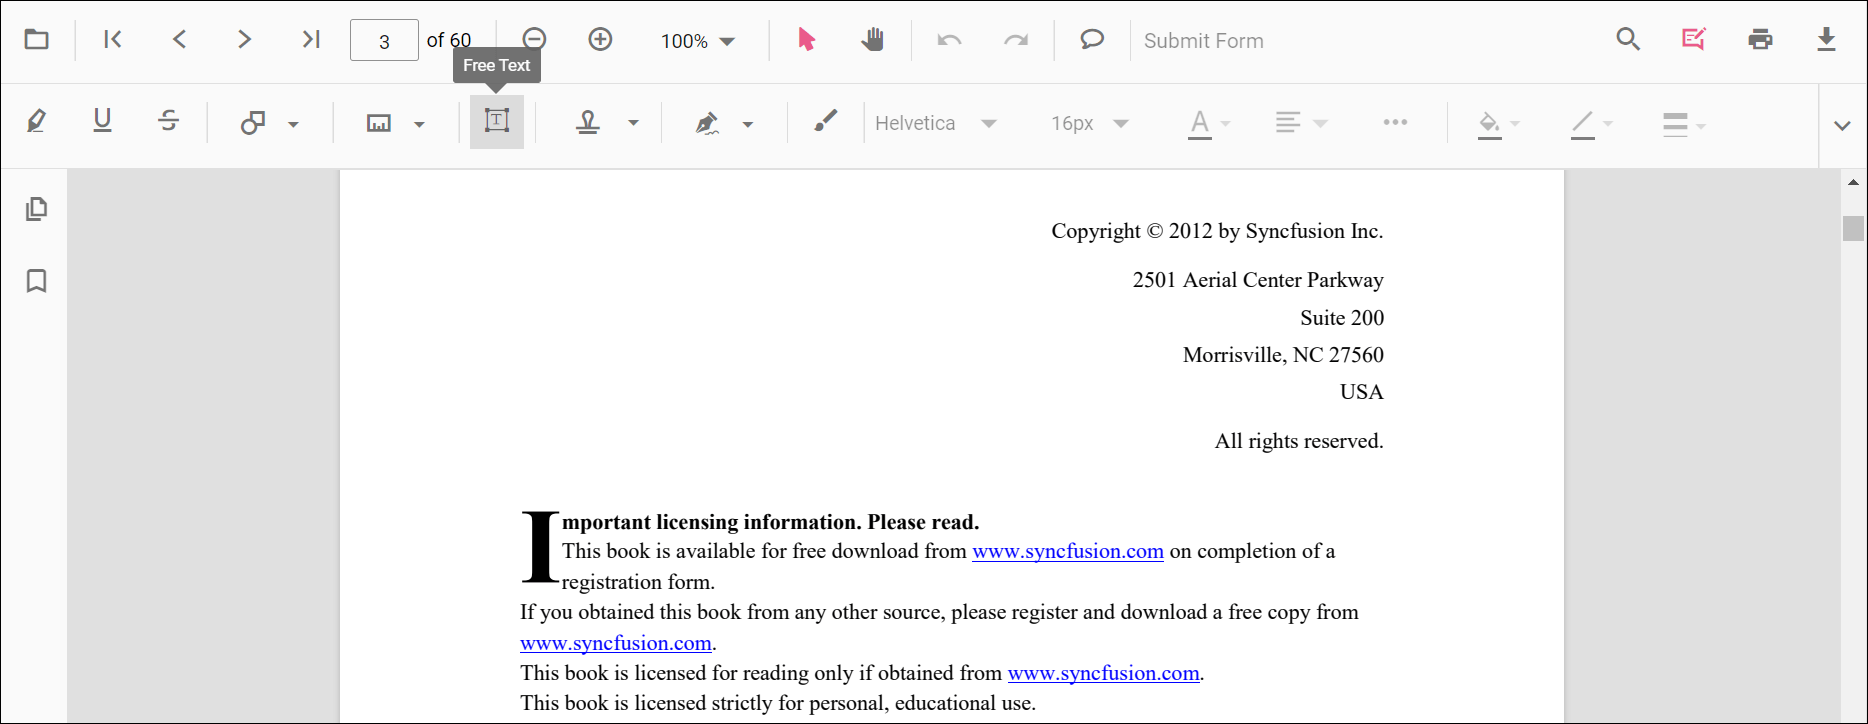 3 of 60 100% Submit Form
Free Text
Helvetica 16px
Copyright © 2012 by Syncfusion Inc.
2501 Aerial Center Parkway
Suite 200
Morrisville, NC 27560
USA
All rights reserved.
Important licensing information. Please read.
This book is available for free download from www.syncfusion.com on completion of a
registration form.
If you obtained this book from any other source, please register and download a free copy from
www.syncfusion.com.
This book is licensed for reading only if obtained from www.syncfusion.com.
This book is licensed strictly for personal, educational use.